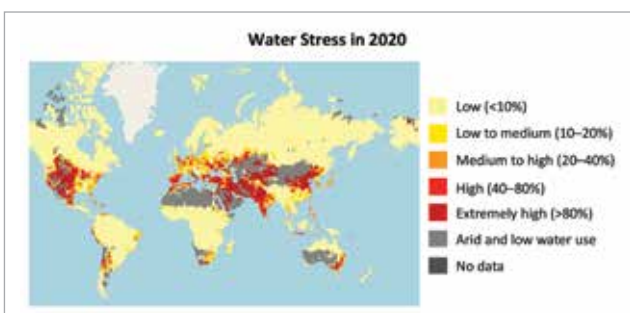 Water Stress in 2020
Low (<10%)
Low to medium (10–20%)
Medium to high (20–40%)
High (40–80%)
Extremely high (>80%)
Arid and low water use
No data